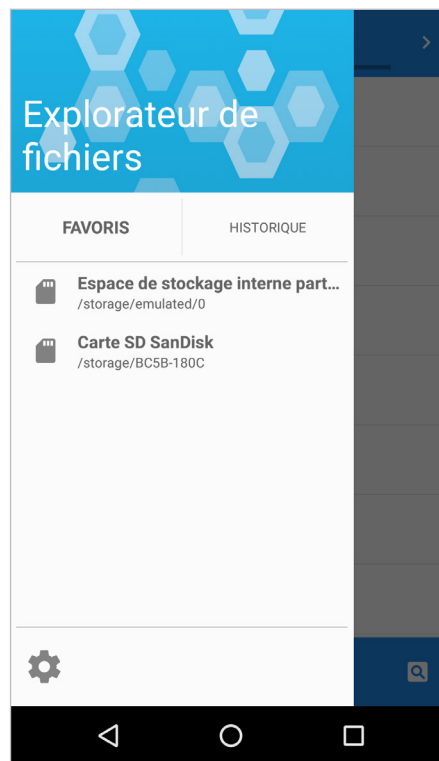 Explorateur de
fichiers
FAVORIS
HISTORIQUE
Espace de stockage interne part...
/storage/emulated/0
Carte SD SanDisk
/storage/BC5B-180C